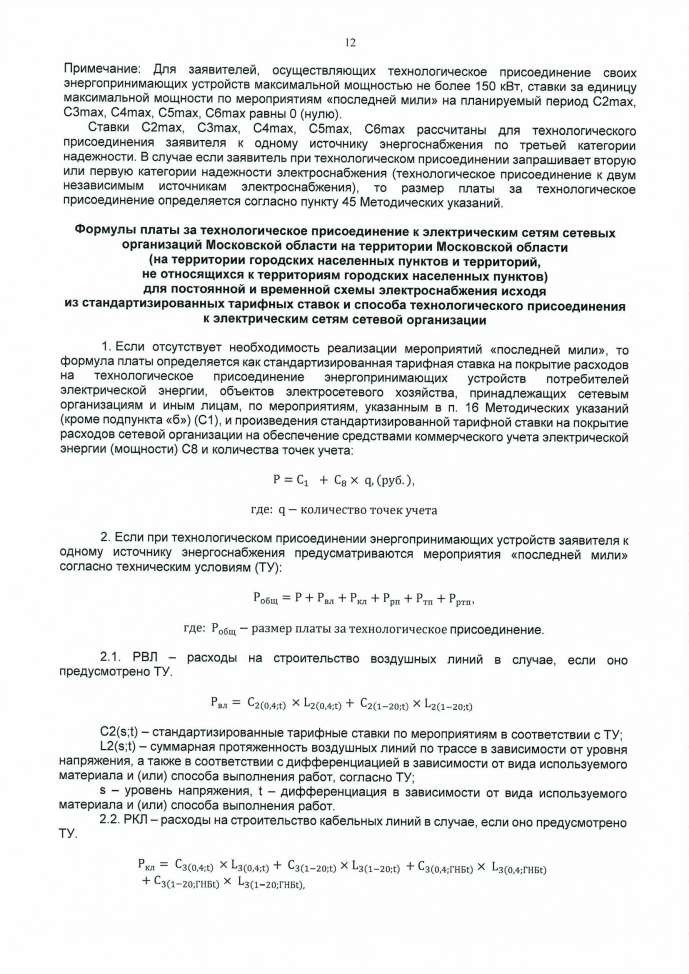 12
Примечание: Для заявителей, осуществляющих технологическое присоединение своих
энергопринимающих устройств максимальной мощностью не более 150 кВт, ставки за единицу
максимальной мощности по мероприятиям «последней мили» на планируемый период C2max,
C3max, C4max, C5max, C6max равны 0 (нулю).
Ставки C2max, C3max, C4max, C5max, C6max рассчитаны для технологического
присоединения заявителя к одному источнику энергоснабжения по третьей категории
надежности. В случае если заявитель при технологическом присоединении запрашивает вторую
или первую категории надежности электроснабжения (технологическое присоединение к двум
независимым источникам электроснабжения), то размер платы за технологическое
присоединение определяется согласно пункту 45 Методических указаний.
Формулы платы за технологическое присоединение к электрическим сетям сетевых
организаций Московской области на территории Московской области
(на территории городских населенных пунктов и территорий,
не относящихся к территориям городских населенных пунктов)
для постоянной и временной схемы электроснабжения исходя
из стандартизированных тарифных ставок и способа технологического присоединения
к электрическим сетям сетевой организации
1. Если отсутствует необходимость реализации мероприятий «последней мили», то
формула платы определяется как стандартизированная тарифная ставка на покрытие расходов
на технологическое присоединение энергопринимающих устройств потребителей
электрической энергии, объектов электросетевого хозяйства, принадлежащих сетевым
организациям и иным лицам, по мероприятиям, указанным в п. 16 Методических указаний
(кроме подпункта «б») (С1), и произведения стандартизированной тарифной ставки на покрытие
расходов сетевой организации на обеспечение средствами коммерческого учета электрической
энергии (мощности) С8 и количества точек учета:
P = C₁ + C₈ × q, (руб.),
где: q − количество точек учета
2. Если при технологическом присоединении энергопринимающих устройств заявителя к
одному источнику энергоснабжения предусматриваются мероприятия «последней мили»
согласно техническим условиям (ТУ):
Pобщ = P + Pвл + Pкл + Pрп + Pтп + Pртп,
где: Pобщ − размер платы за технологическое присоединение.
2.1. РВЛ – расходы на строительство воздушных линий в случае, если оно
предусмотрено ТУ.
Pвл = C2(0,4;t) × L2(0,4;t) + C2(1−20;t) × L2(1−20;t)
C2(s;t) – стандартизированные тарифные ставки по мероприятиям в соответствии с ТУ;
L2(s;t) – суммарная протяженность воздушных линий по трассе в зависимости от уровня
напряжения, а также в соответствии с дифференциацией в зависимости от вида используемого
материала и (или) способа выполнения работ, согласно ТУ;
s – уровень напряжения, t – дифференциация в зависимости от вида используемого
материала и (или) способа выполнения работ.
2.2. РКЛ – расходы на строительство кабельных линий в случае, если оно предусмотрено
ТУ.
Pкл = C3(0,4;t) × L3(0,4;t) + C3(1−20;t) × L3(1−20;t) + C3(0,4;ГНБt) × L3(0,4;ГНБt)
+ C3(1−20;ГНБt) × L3(1−20;ГНБt),